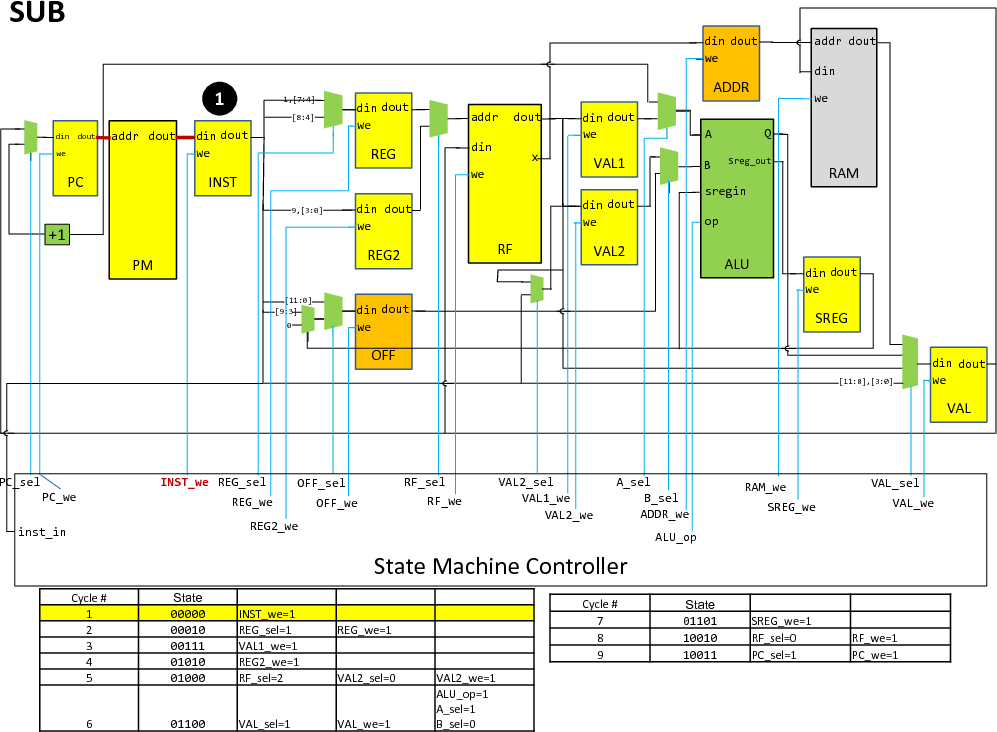 SUB
1
din dout
we
PC
+1
addr dout
PM
din dout
we
INST
1,[7:4]
[8:4]
din dout
we
REG
9,[3:0]
din dout
we
REG2
[11:0]
[9:3]
0
din dout
we
OFF
addr dout
din
x
we
RF
din dout
we
VAL1
din dout
we
VAL2
din dout
we
ADDR
A
Q
B
Sreg_out
sregin
op
ALU
addr dout
din
we
RAM
din dout
we
SREG
[11:8],[3:0]
din dout
we
VAL
PC_sel
PC_we
INST_we
REG_sel
REG_we
REG2_we
OFF_sel
OFF_we
RF_sel
RF_we
VAL2_sel
VAL1_we
VAL2_we
A_sel
B_sel
ADDR_we
ALU_op
RAM_we
SREG_we
VAL_sel
VAL_we
inst_in
State Machine Controller
Cycle # State
1 00000 INST_we=1
2 00010 REG_sel=1 REG_we=1
3 00111 VAL1_we=1
4 01010 REG2_we=1
5 01000 RF_sel=2 VAL2_sel=0 VAL2_we=1
ALU_op=1
A_sel=1
6 01100 VAL_sel=1 VAL_we=1 B_sel=0
Cycle # State
7 01101 SREG_we=1
8 10010 RF_sel=0 RF_we=1
9 10011 PC_sel=1 PC_we=1